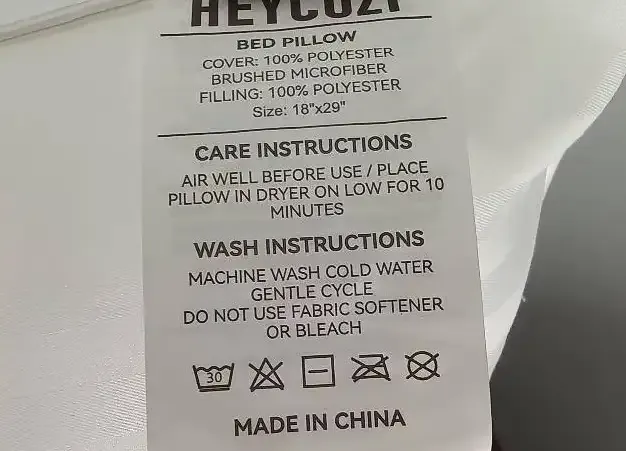 HEYCOZI
BED PILLOW
COVER: 100% POLYESTER
BRUSHED MICROFIBER
FILLING: 100% POLYESTER
Size: 18"x29"
CARE INSTRUCTIONS
AIR WELL BEFORE USE / PLACE
PILLOW IN DRYER ON LOW FOR 10
MINUTES
WASH INSTRUCTIONS
MACHINE WASH COLD WATER
GENTLE CYCLE
DO NOT USE FABRIC SOFTENER
OR BLEACH
30
MADE IN CHINA